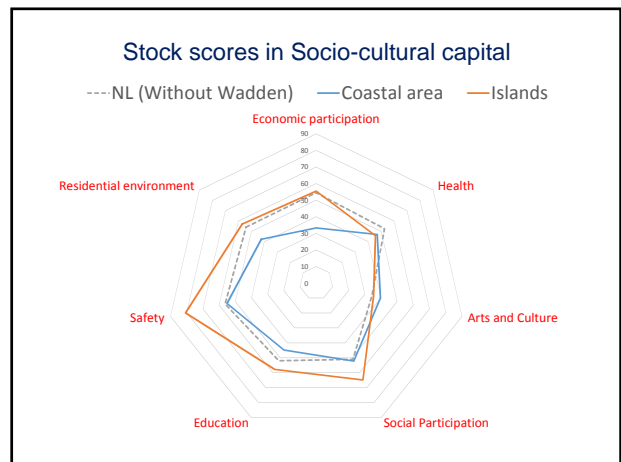 Stock scores in Socio-cultural capital
NL (Without Wadden) Coastal area Islands
Economic participation
90
80
Residential environment Health
70
60
50
40
30
20
10
0
Safety Arts and Culture
Education Social Participation